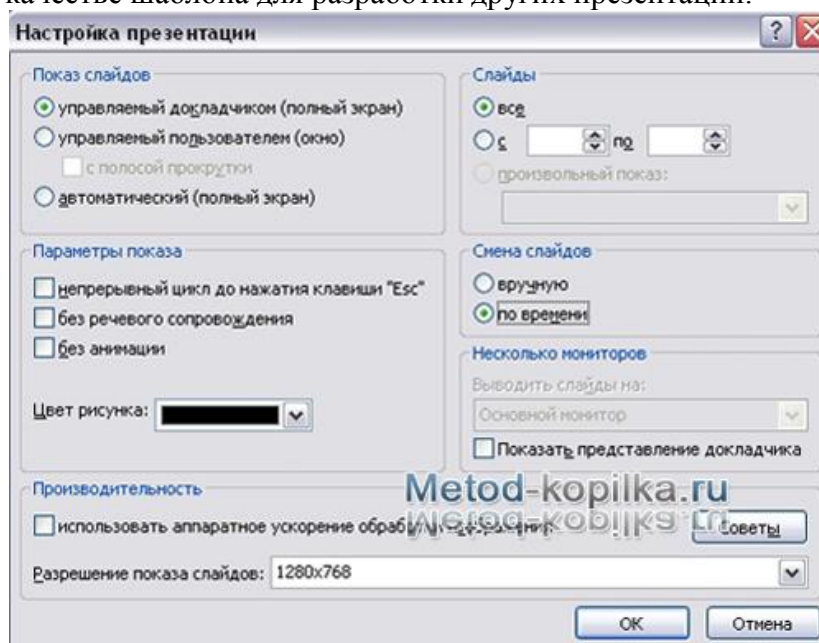 качестве шаблона для разработки других презентаций.
Настройка презентации
Показ слайдов
управляемый докладчиком (полный экран)
управляемый пользователем (окно)
с полосой прокрутки
автоматический (полный экран)
Слайды
все
с по
произвольный показ:
Параметры показа
непрерывный цикл до нажатия клавиши "Esc"
без речевого сопровождения
без анимации
Цвет рисунка:
Смена слайдов
вручную
по времени
Несколько мониторов
Выводить слайды на:
Основной монитор
Показать представление докладчика
Производительность
Metod-kopilka.ru
использовать аппаратное ускорение обработки изображения
Советы
Разрешение показа слайдов: 1280x768
ОК Отмена